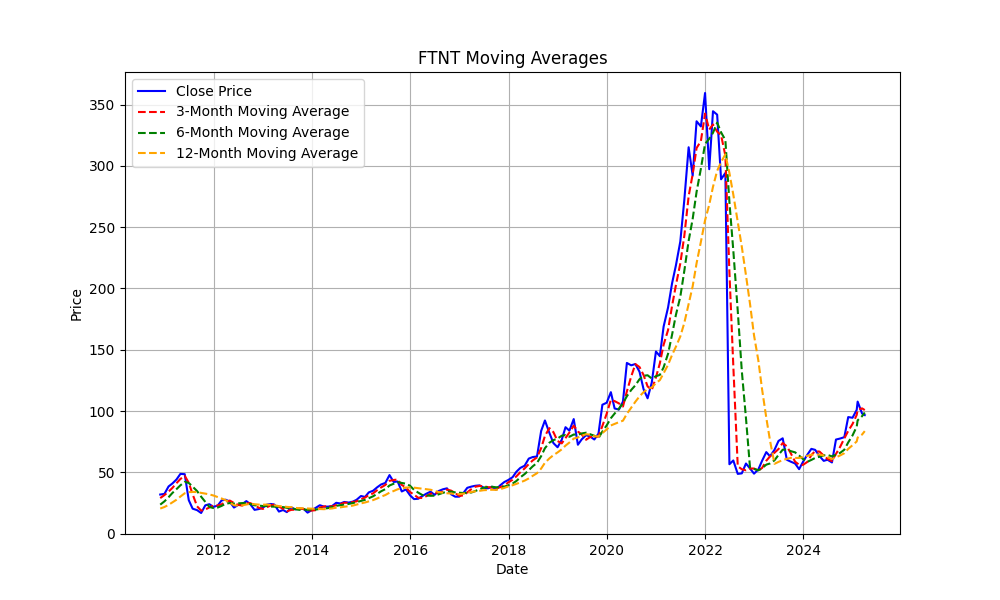 FTNT Moving Averages
Close Price
3-Month Moving Average
6-Month Moving Average
12-Month Moving Average
350
300
250
200
150
100
50
0
Price
2012 2014 2016 2018 2020 2022 2024
Date